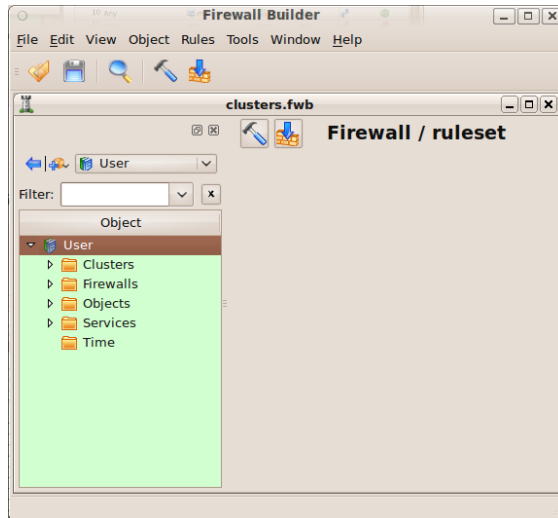 Firewall Builder
File Edit View Object Rules Tools Window Help
clusters.fwb
Firewall / ruleset
User
Filter:
Object
User
Clusters
Firewalls
Objects
Services
Time